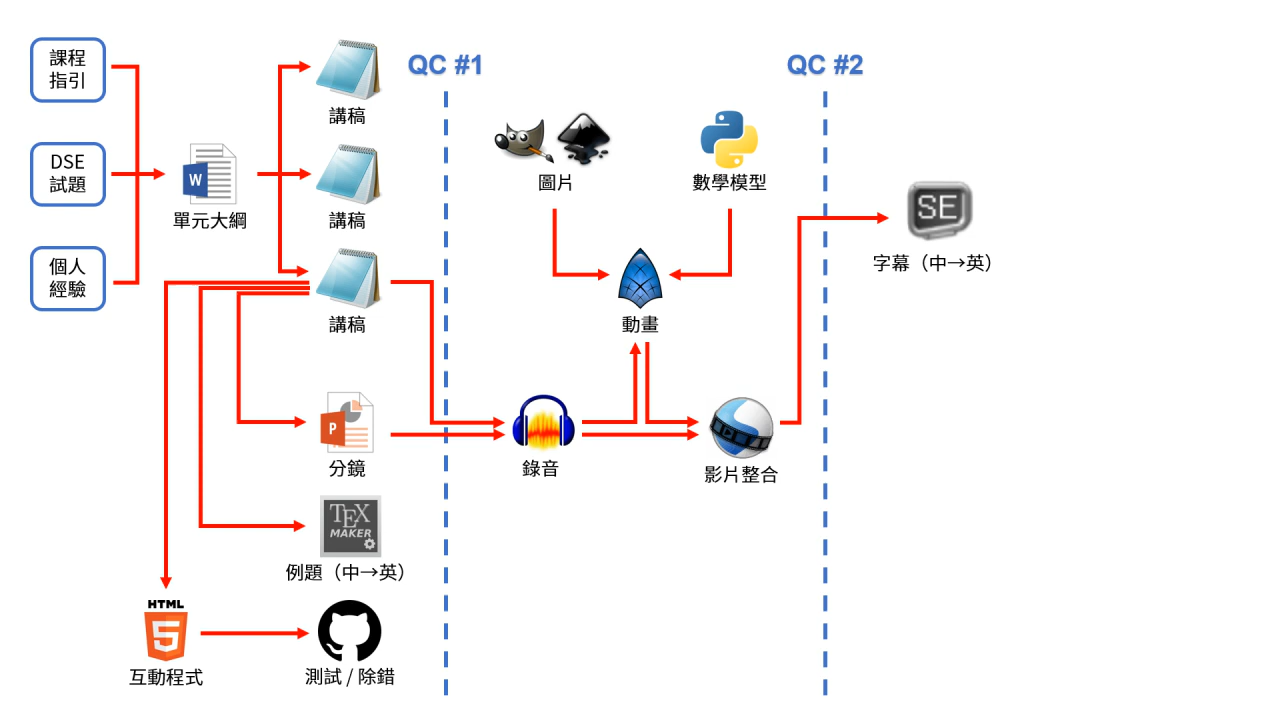 課程
指引
DSE
試題
個人
經驗
W
單元大綱
講稿
講稿
講稿
P
分鏡
TEX
MAKER
例題（中→英）
HTML
5
互動程式
測試 / 除錯
QC #1
圖片
數學模型
動畫
錄音
影片整合
QC #2
SE
字幕（中→英）